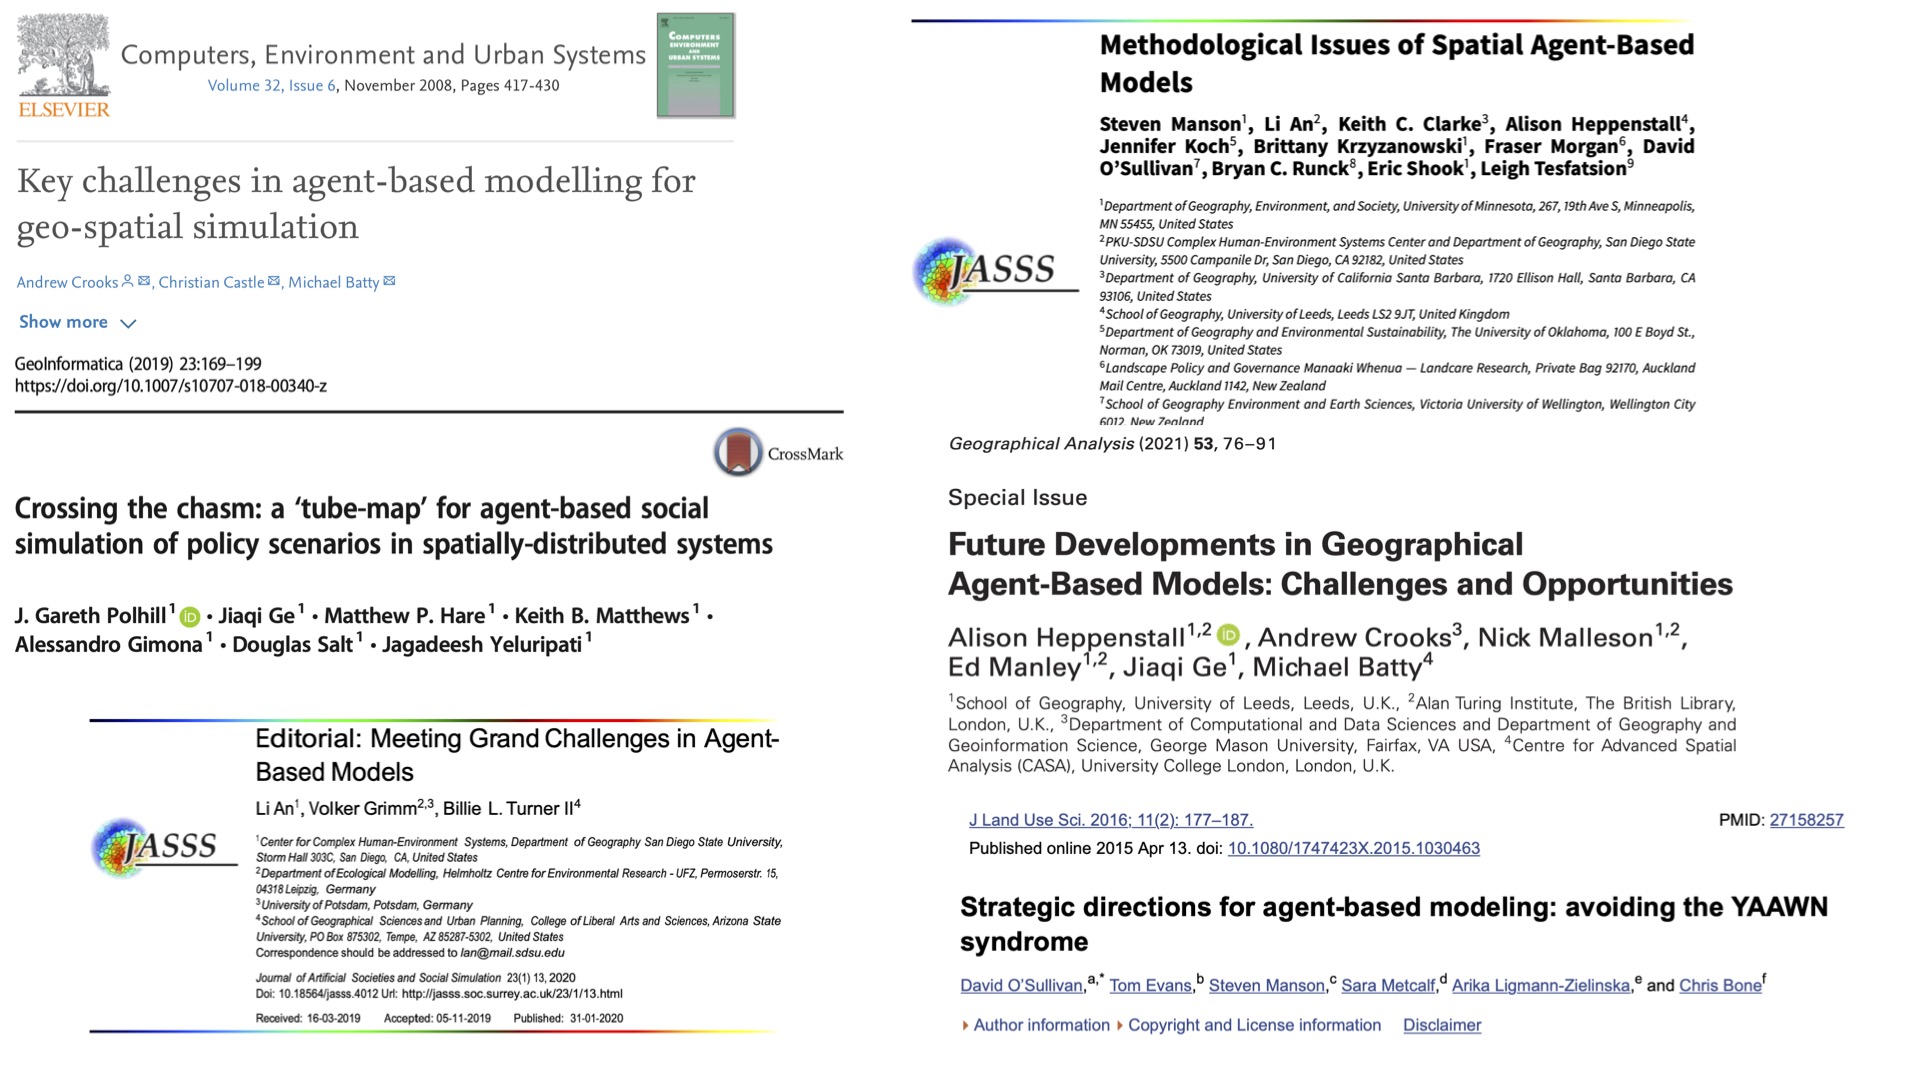 Computers, Environment and Urban Systems
Volume 32, Issue 6, November 2008, Pages 417-430
ELSEVIER
COMPUTERS
ENVIRONMENT
AND
URBAN SYSTEMS
Key challenges in agent-based modelling for
geo-spatial simulation
Andrew Crooks, Christian Castle, Michael Batty
Show more
GeoInformatica (2019) 23:169–199
https://doi.org/10.1007/s10707-018-00340-z
CrossMark
Crossing the chasm: a ‘tube-map’ for agent-based social
simulation of policy scenarios in spatially-distributed systems
J. Gareth Polhill¹ iD · Jiaqi Ge¹ · Matthew P. Hare¹ · Keith B. Matthews¹ ·
Alessandro Gimona¹ · Douglas Salt¹ · Jagadeesh Yeluripati¹
Editorial: Meeting Grand Challenges in Agent-
Based Models
Li An¹, Volker Grimm²,³, Billie L. Turner II⁴
JASSS
¹Center for Complex Human-Environment Systems, Department of Geography San Diego State University,
Storm Hall 303C, San Diego, CA, United States
²Department of Ecological Modelling, Helmholtz Centre for Environmental Research - UFZ, Permoserstr. 15,
04318 Leipzig, Germany
³University of Potsdam, Potsdam, Germany
⁴School of Geographical Sciences and Urban Planning, College of Liberal Arts and Sciences, Arizona State
University, PO Box 875302, Tempe, AZ 85287-5302, United States
Correspondence should be addressed to lan@mail.sdsu.edu
Journal of Artificial Societies and Social Simulation 23(1) 13, 2020
Doi: 10.18564/jasss.4012 Url: http://jasss.soc.surrey.ac.uk/23/1/13.html
Received: 16-03-2019 Accepted: 05-11-2019 Published: 31-01-2020
Methodological Issues of Spatial Agent-Based
Models
Steven Manson¹, Li An², Keith C. Clarke³, Alison Heppenstall⁴,
Jennifer Koch⁵, Brittany Krzyzanowski¹, Fraser Morgan⁶, David
O’Sullivan⁷, Bryan C. Runck⁸, Eric Shook¹, Leigh Tesfatsion⁹
JASSS
¹Department of Geography, Environment, and Society, University of Minnesota, 267, 19th Ave S, Minneapolis,
MN 55455, United States
²PKU-SDSU Complex Human-Environment Systems Center and Department of Geography, San Diego State
University, 5500 Campanile Dr, San Diego, CA 92182, United States
³Department of Geography, University of California Santa Barbara, 1720 Ellison Hall, Santa Barbara, CA
93106, United States
⁴School of Geography, University of Leeds, Leeds LS2 9JT, United Kingdom
⁵Department of Geography and Environmental Sustainability, The University of Oklahoma, 100 E Boyd St.,
Norman, OK 73019, United States
⁶Landscape Policy and Governance Manaaki Whenua — Landcare Research, Private Bag 92170, Auckland
Mail Centre, Auckland 1142, New Zealand
⁷School of Geography Environment and Earth Sciences, Victoria University of Wellington, Wellington City
6012, New Zealand
Geographical Analysis (2021) 53, 76–91
Special Issue
Future Developments in Geographical
Agent-Based Models: Challenges and Opportunities
Alison Heppenstall¹,² iD, Andrew Crooks³, Nick Malleson¹,²,
Ed Manley¹,², Jiaqi Ge¹, Michael Batty⁴
¹School of Geography, University of Leeds, Leeds, U.K., ²Alan Turing Institute, The British Library,
London, U.K., ³Department of Computational and Data Sciences and Department of Geography and
Geoinformation Science, George Mason University, Fairfax, VA USA, ⁴Centre for Advanced Spatial
Analysis (CASA), University College London, London, U.K.
J Land Use Sci. 2016; 11(2): 177–187. PMID: 27158257
Published online 2015 Apr 13. doi: 10.1080/1747423X.2015.1030463
Strategic directions for agent-based modeling: avoiding the YAAWN
syndrome
David O’Sullivan,a,* Tom Evans,b Steven Manson,c Sara Metcalf,d Arika Ligmann-Zielinska,e and Chris Bonef
Author information Copyright and License information Disclaimer